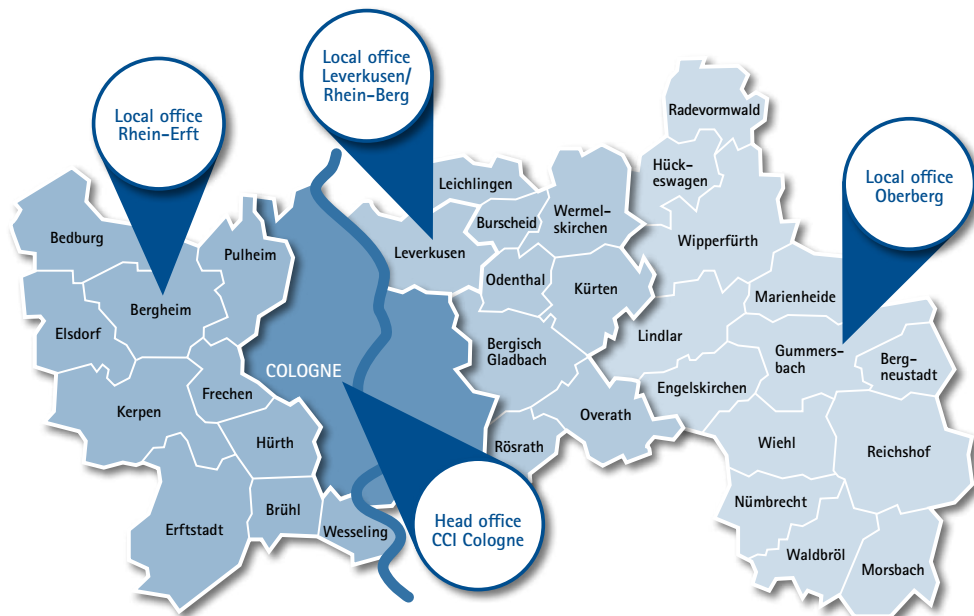 Local office
Leverkusen/
Rhein-Berg
Local office
Rhein-Erft
Local office
Oberberg
Radevormwald
Hück-
eswagen
Leichlingen
Burscheid
Wermel-
skirchen
Wipperfürth
Bedburg
Pulheim
Leverkusen
Odenthal
Kürten
Marienheide
Bergheim
Elsdorf
Lindlar
Bergisch
Gladbach
Gummers-
bach
Berg-
neustadt
COLOGNE
Frechen
Kerpen
Engelskirchen
Overath
Hürth
Rösrath
Wiehl
Reichshof
Nümbrecht
Brühl
Erftstadt
Wesseling
Head office
CCI Cologne
Waldbröl
Morsbach